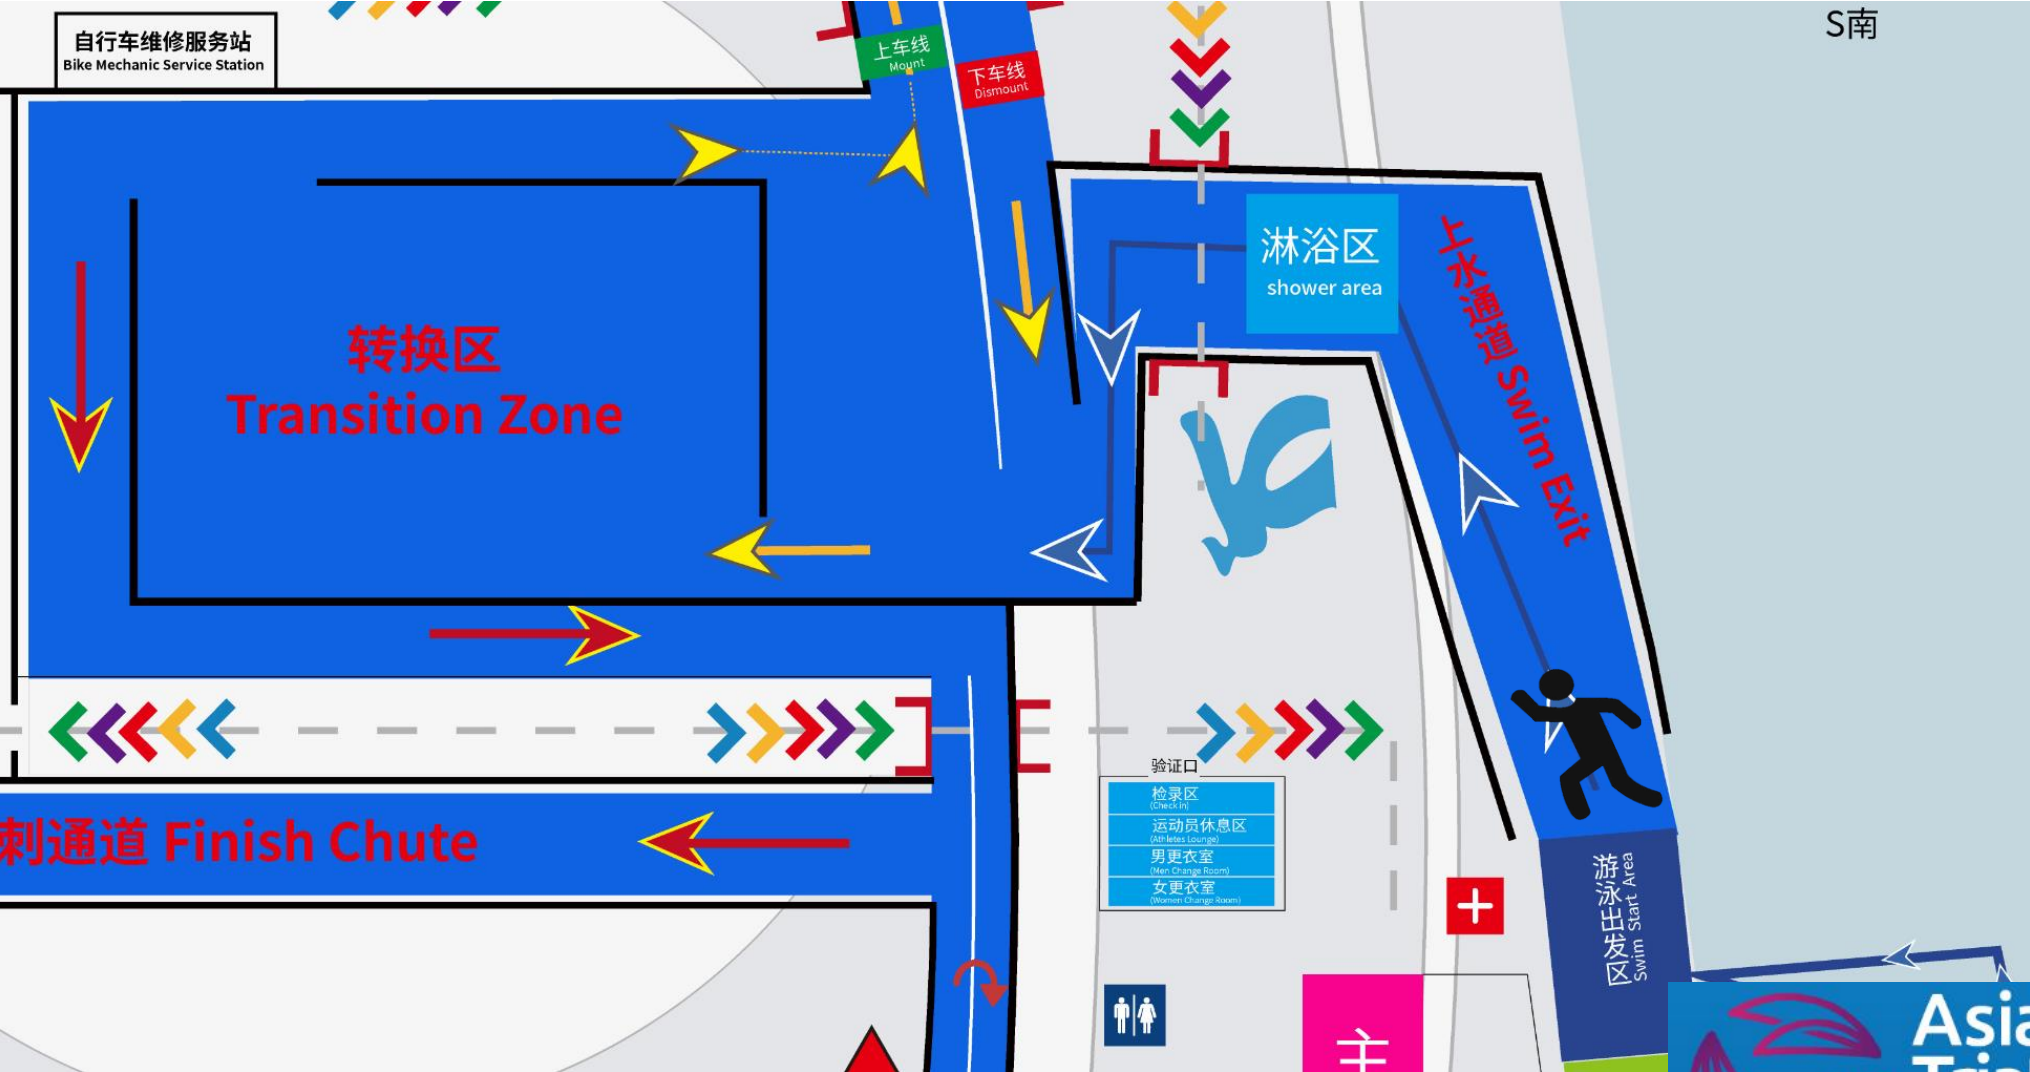 S南
自行车维修服务站
Bike Mechanic Service Station
上车线
Mount
下车线
Dismount
淋浴区
shower area
上水通道 Swim Exit
转换区
Transition Zone
验证口
检录区
(Check in)
运动员休息区
(Athletes Lounge)
男更衣室
(Men Change Room)
女更衣室
(Women Change Room)
刺通道 Finish Chute
游泳出发区
Swim Start Area
主
Asia